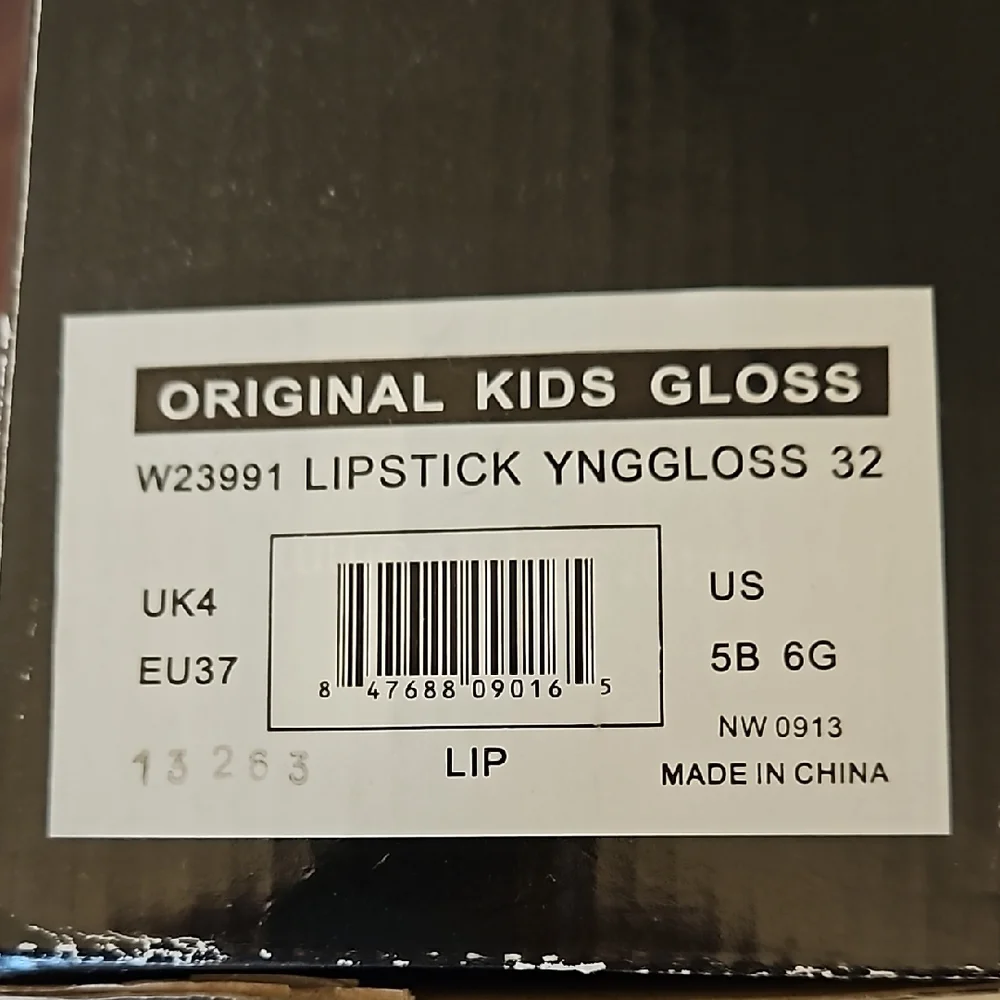 ORIGINAL KIDS GLOSS
W23991 LIPSTICK YNGGLOSS 32
UK4
EU37
8 47688 09016 5
US
5B 6G
NW 0913
13263
LIP
MADE IN CHINA